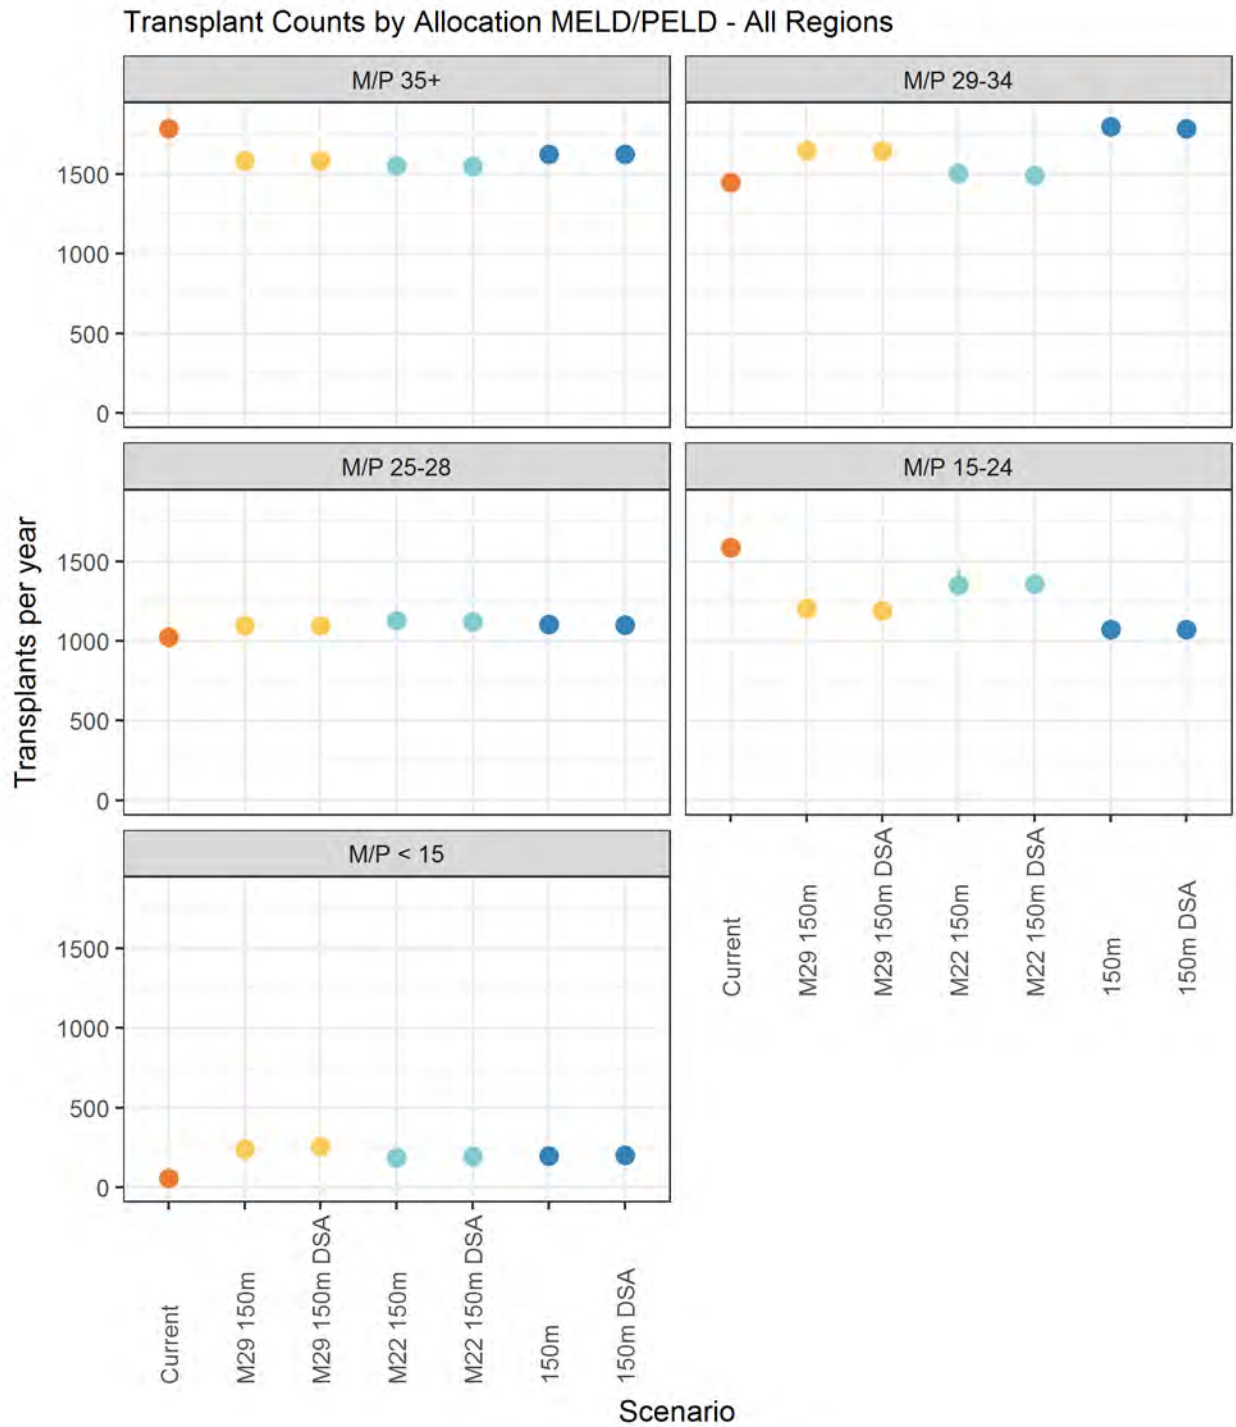 Transplant Counts by Allocation MELD/PELD - All Regions
M/P 35+
M/P 29-34
1500
1000
500
0
M/P 25-28
M/P 15-24
1500
1000
500
0
Transplants per year
M/P < 15
1500
1000
500
0
Current
M29 150m
M29 150m DSA
M22 150m
M22 150m DSA
150m
150m DSA
Current
M29 150m
M29 150m DSA
M22 150m
M22 150m DSA
150m
150m DSA
Scenario